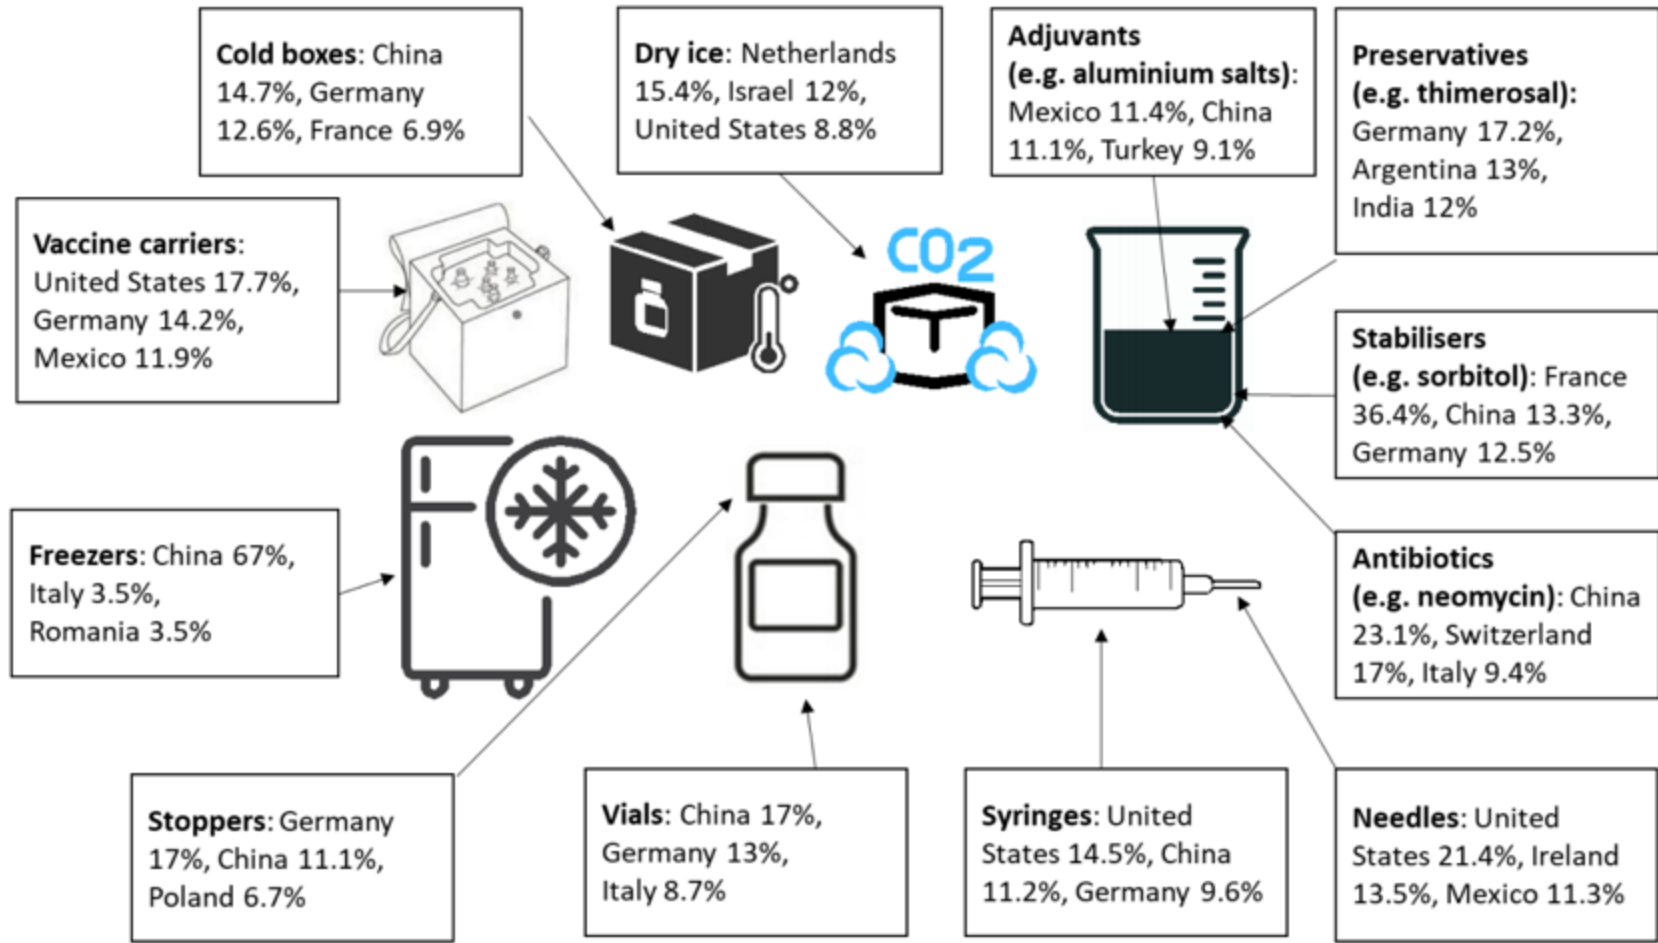 Cold boxes: China
14.7%, Germany
12.6%, France 6.9%
Dry ice: Netherlands
15.4%, Israel 12%,
United States 8.8%
Adjuvants
(e.g. aluminium salts):
Mexico 11.4%, China
11.1%, Turkey 9.1%
Preservatives
(e.g. thimerosal):
Germany 17.2%,
Argentina 13%,
India 12%
Vaccine carriers:
United States 17.7%,
Germany 14.2%,
Mexico 11.9%
CO2
Stabilisers
(e.g. sorbitol): France
36.4%, China 13.3%,
Germany 12.5%
Freezers: China 67%,
Italy 3.5%,
Romania 3.5%
Antibiotics
(e.g. neomycin): China
23.1%, Switzerland
17%, Italy 9.4%
Stoppers: Germany
17%, China 11.1%,
Poland 6.7%
Vials: China 17%,
Germany 13%,
Italy 8.7%
Syringes: United
States 14.5%, China
11.2%, Germany 9.6%
Needles: United
States 21.4%, Ireland
13.5%, Mexico 11.3%